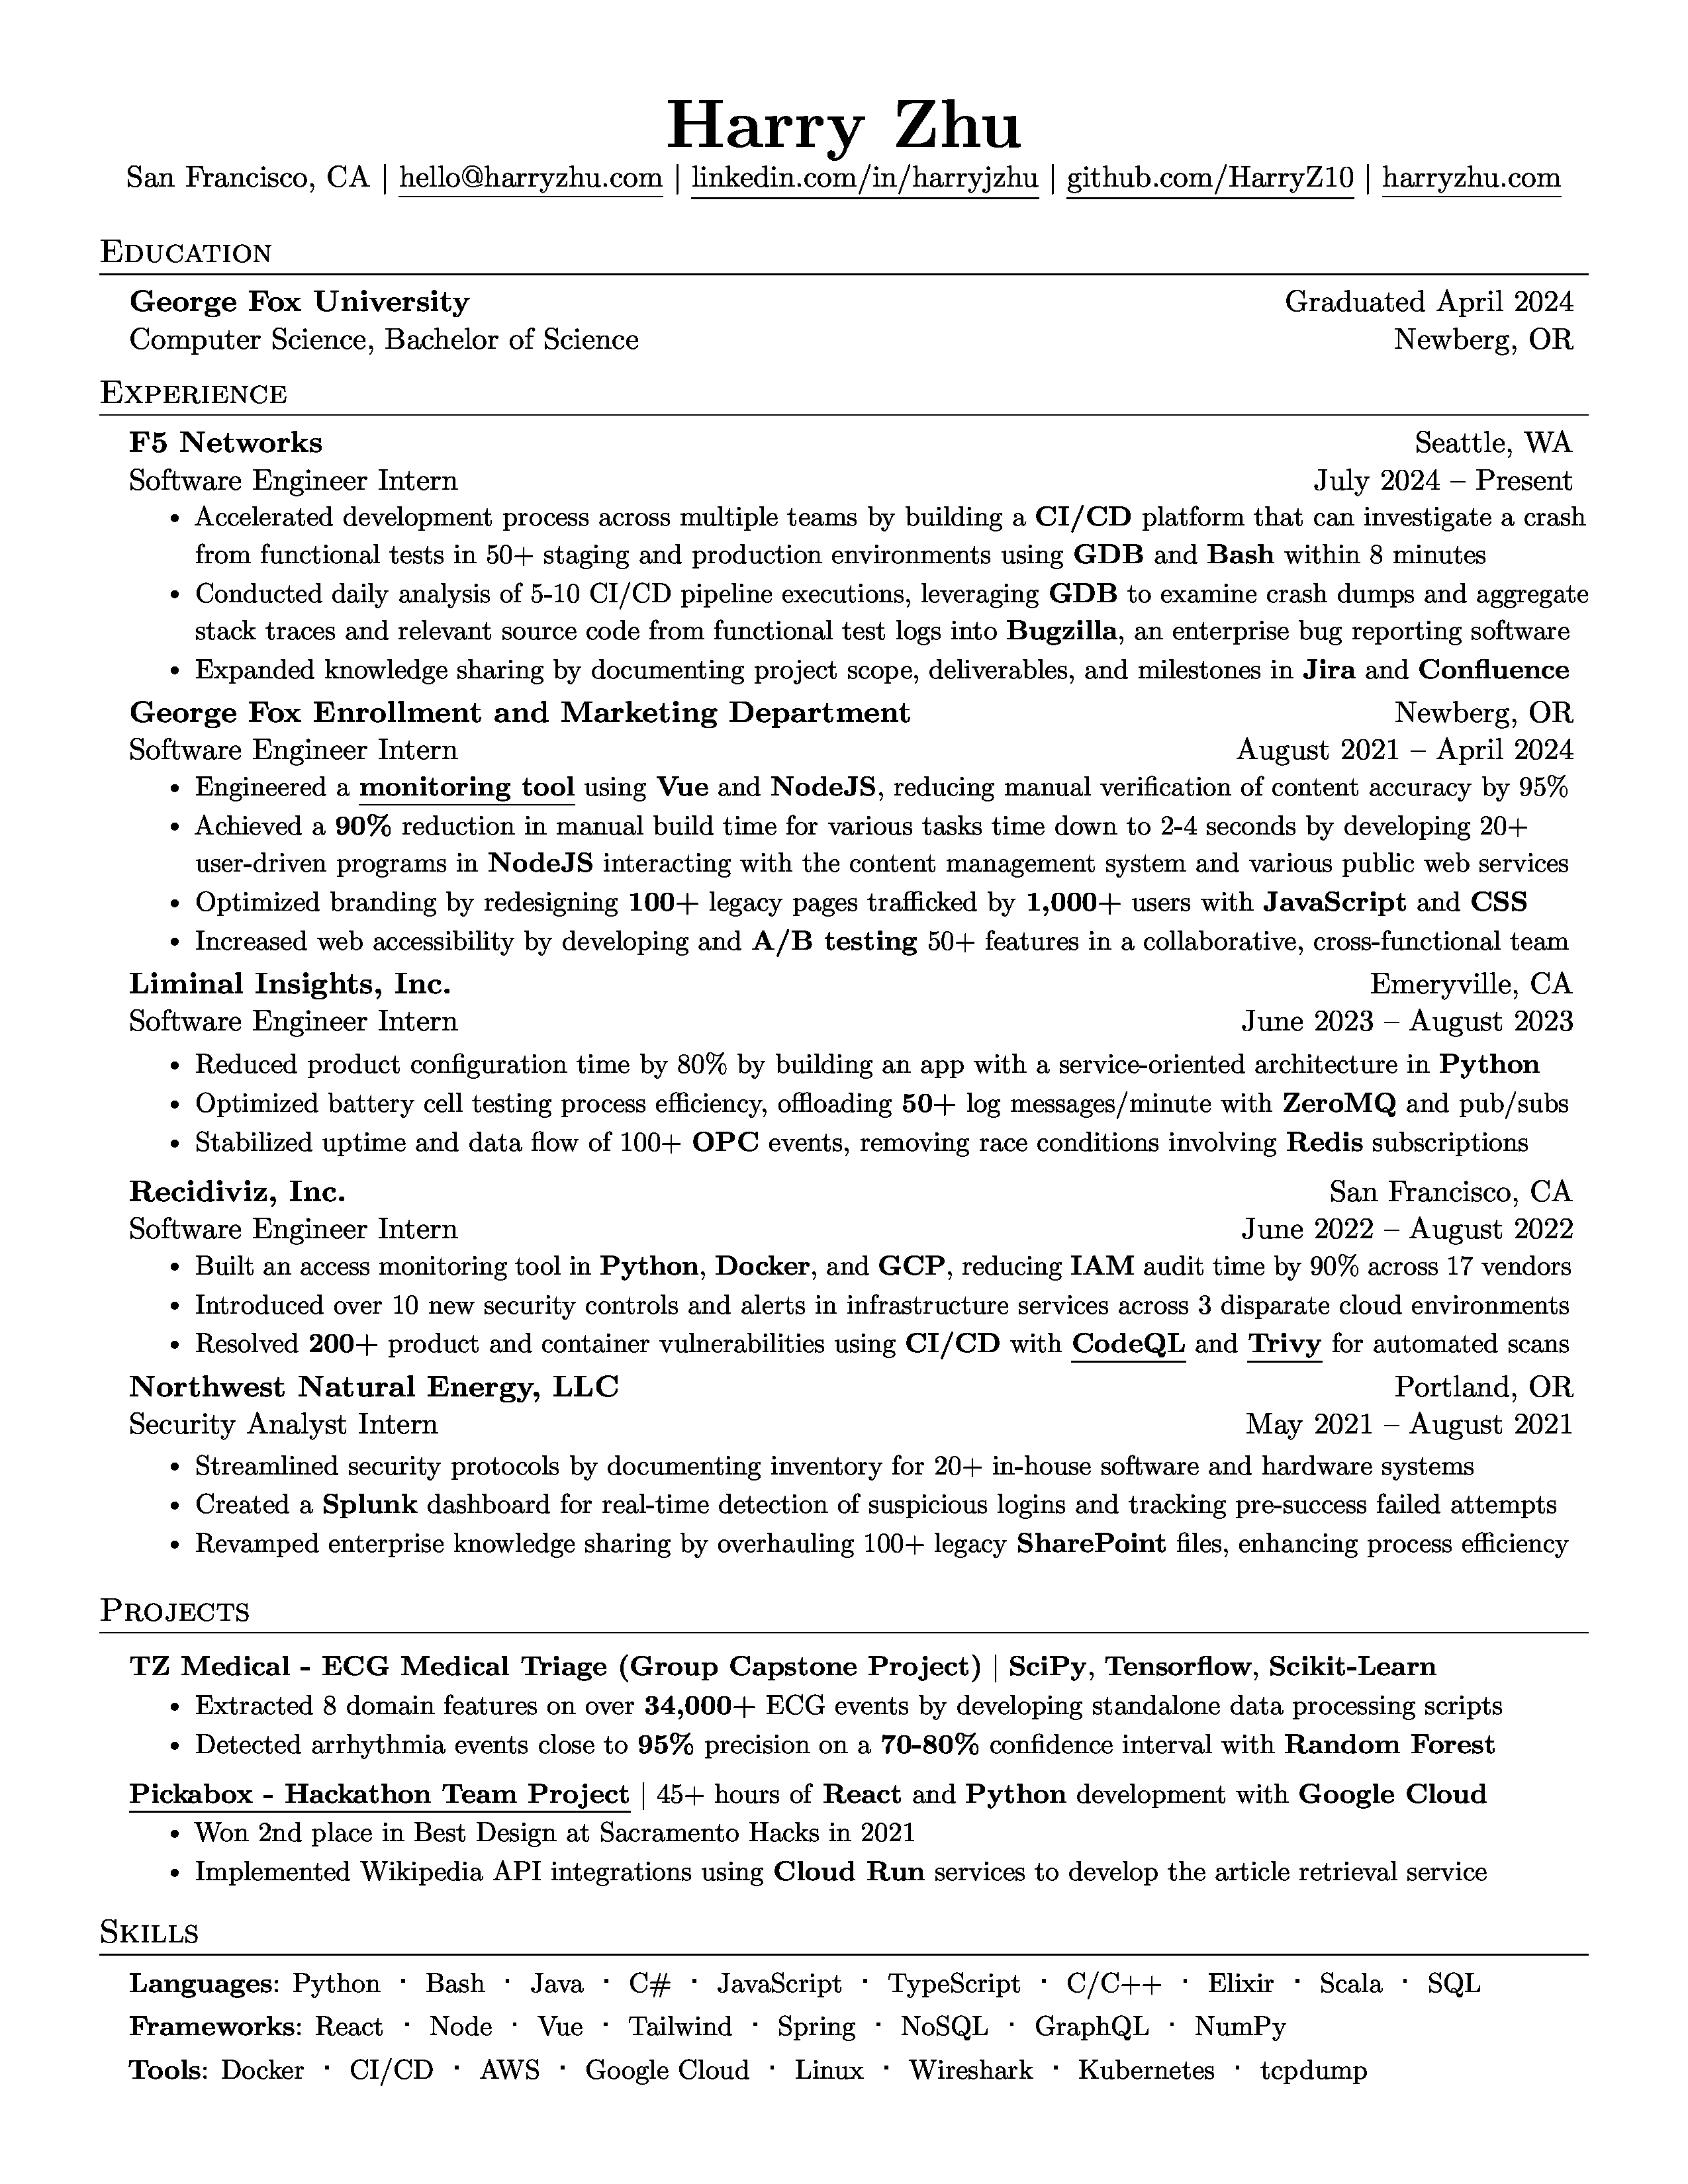 Harry Zhu
San Francisco, CA | hello@harryzhu.com | linkedin.com/in/harryjzhu | github.com/HarryZ10 | harryzhu.com
Education
George Fox University Graduated April 2024
Computer Science, Bachelor of Science Newberg, OR
Experience
F5 Networks Seattle, WA
Software Engineer Intern July 2024 – Present
• Accelerated development process across multiple teams by building a CI/CD platform that can investigate a crash
from functional tests in 50+ staging and production environments using GDB and Bash within 8 minutes
• Conducted daily analysis of 5-10 CI/CD pipeline executions, leveraging GDB to examine crash dumps and aggregate
stack traces and relevant source code from functional test logs into Bugzilla, an enterprise bug reporting software
• Expanded knowledge sharing by documenting project scope, deliverables, and milestones in Jira and Confluence
George Fox Enrollment and Marketing Department Newberg, OR
Software Engineer Intern August 2021 – April 2024
• Engineered a monitoring tool using Vue and NodeJS, reducing manual verification of content accuracy by 95%
• Achieved a 90% reduction in manual build time for various tasks time down to 2-4 seconds by developing 20+
user-driven programs in NodeJS interacting with the content management system and various public web services
• Optimized branding by redesigning 100+ legacy pages trafficked by 1,000+ users with JavaScript and CSS
• Increased web accessibility by developing and A/B testing 50+ features in a collaborative, cross-functional team
Liminal Insights, Inc. Emeryville, CA
Software Engineer Intern June 2023 – August 2023
• Reduced product configuration time by 80% by building an app with a service-oriented architecture in Python
• Optimized battery cell testing process efficiency, offloading 50+ log messages/minute with ZeroMQ and pub/subs
• Stabilized uptime and data flow of 100+ OPC events, removing race conditions involving Redis subscriptions
Recidiviz, Inc. San Francisco, CA
Software Engineer Intern June 2022 – August 2022
• Built an access monitoring tool in Python, Docker, and GCP, reducing IAM audit time by 90% across 17 vendors
• Introduced over 10 new security controls and alerts in infrastructure services across 3 disparate cloud environments
• Resolved 200+ product and container vulnerabilities using CI/CD with CodeQL and Trivy for automated scans
Northwest Natural Energy, LLC Portland, OR
Security Analyst Intern May 2021 – August 2021
• Streamlined security protocols by documenting inventory for 20+ in-house software and hardware systems
• Created a Splunk dashboard for real-time detection of suspicious logins and tracking pre-success failed attempts
• Revamped enterprise knowledge sharing by overhauling 100+ legacy SharePoint files, enhancing process efficiency
Projects
TZ Medical - ECG Medical Triage (Group Capstone Project) | SciPy, Tensorflow, Scikit-Learn
• Extracted 8 domain features on over 34,000+ ECG events by developing standalone data processing scripts
• Detected arrhythmia events close to 95% precision on a 70-80% confidence interval with Random Forest
Pickabox - Hackathon Team Project | 45+ hours of React and Python development with Google Cloud
• Won 2nd place in Best Design at Sacramento Hacks in 2021
• Implemented Wikipedia API integrations using Cloud Run services to develop the article retrieval service
Skills
Languages: Python · Bash · Java · C# · JavaScript · TypeScript · C/C++ · Elixir · Scala · SQL
Frameworks: React · Node · Vue · Tailwind · Spring · NoSQL · GraphQL · NumPy
Tools: Docker · CI/CD · AWS · Google Cloud · Linux · Wireshark · Kubernetes · tcpdump